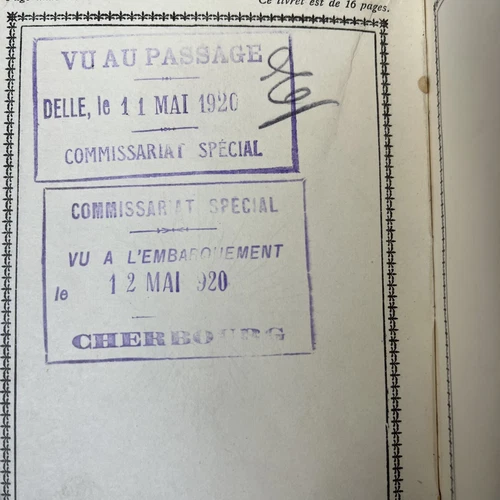 Ce livret est de 16 pages.
VU AU PASSAGE
DELLE, le 11 MAI 1920
COMMISSARIAT SPÉCIAL
COMMISSARIAT SPÉCIAL
VU A L'EMBARQUEMENT
le 12 MAI 920
CHERBOURG